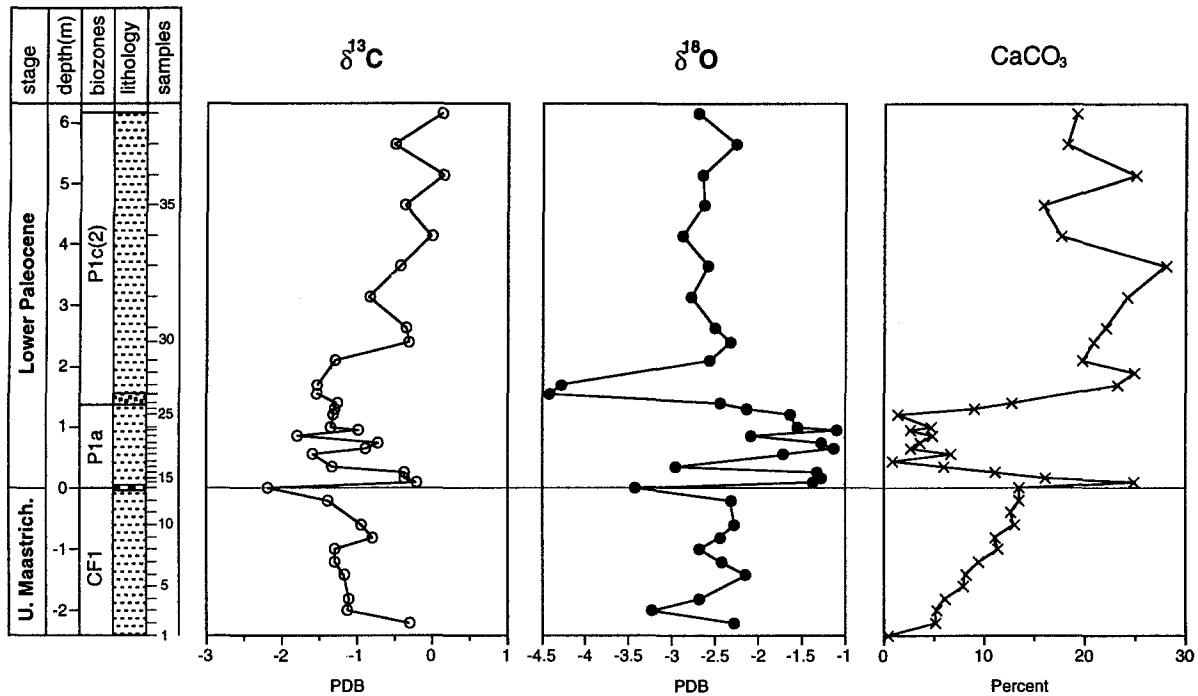 stage
depth(m)
biozones
lithology
samples
δ¹³C
δ¹⁸O
CaCO₃
Lower Paleocene
U. Maastrich.
6
5
4
3
2
1
0
-1
-2
P1c(2)
P1a
CF1
35
30
25
15
10
5
1
-3 -2 -1 0 1
PDB
-4.5 -4 -3.5 -3 -2.5 -2 -1.5 -1
PDB
0 10 20 30
Percent